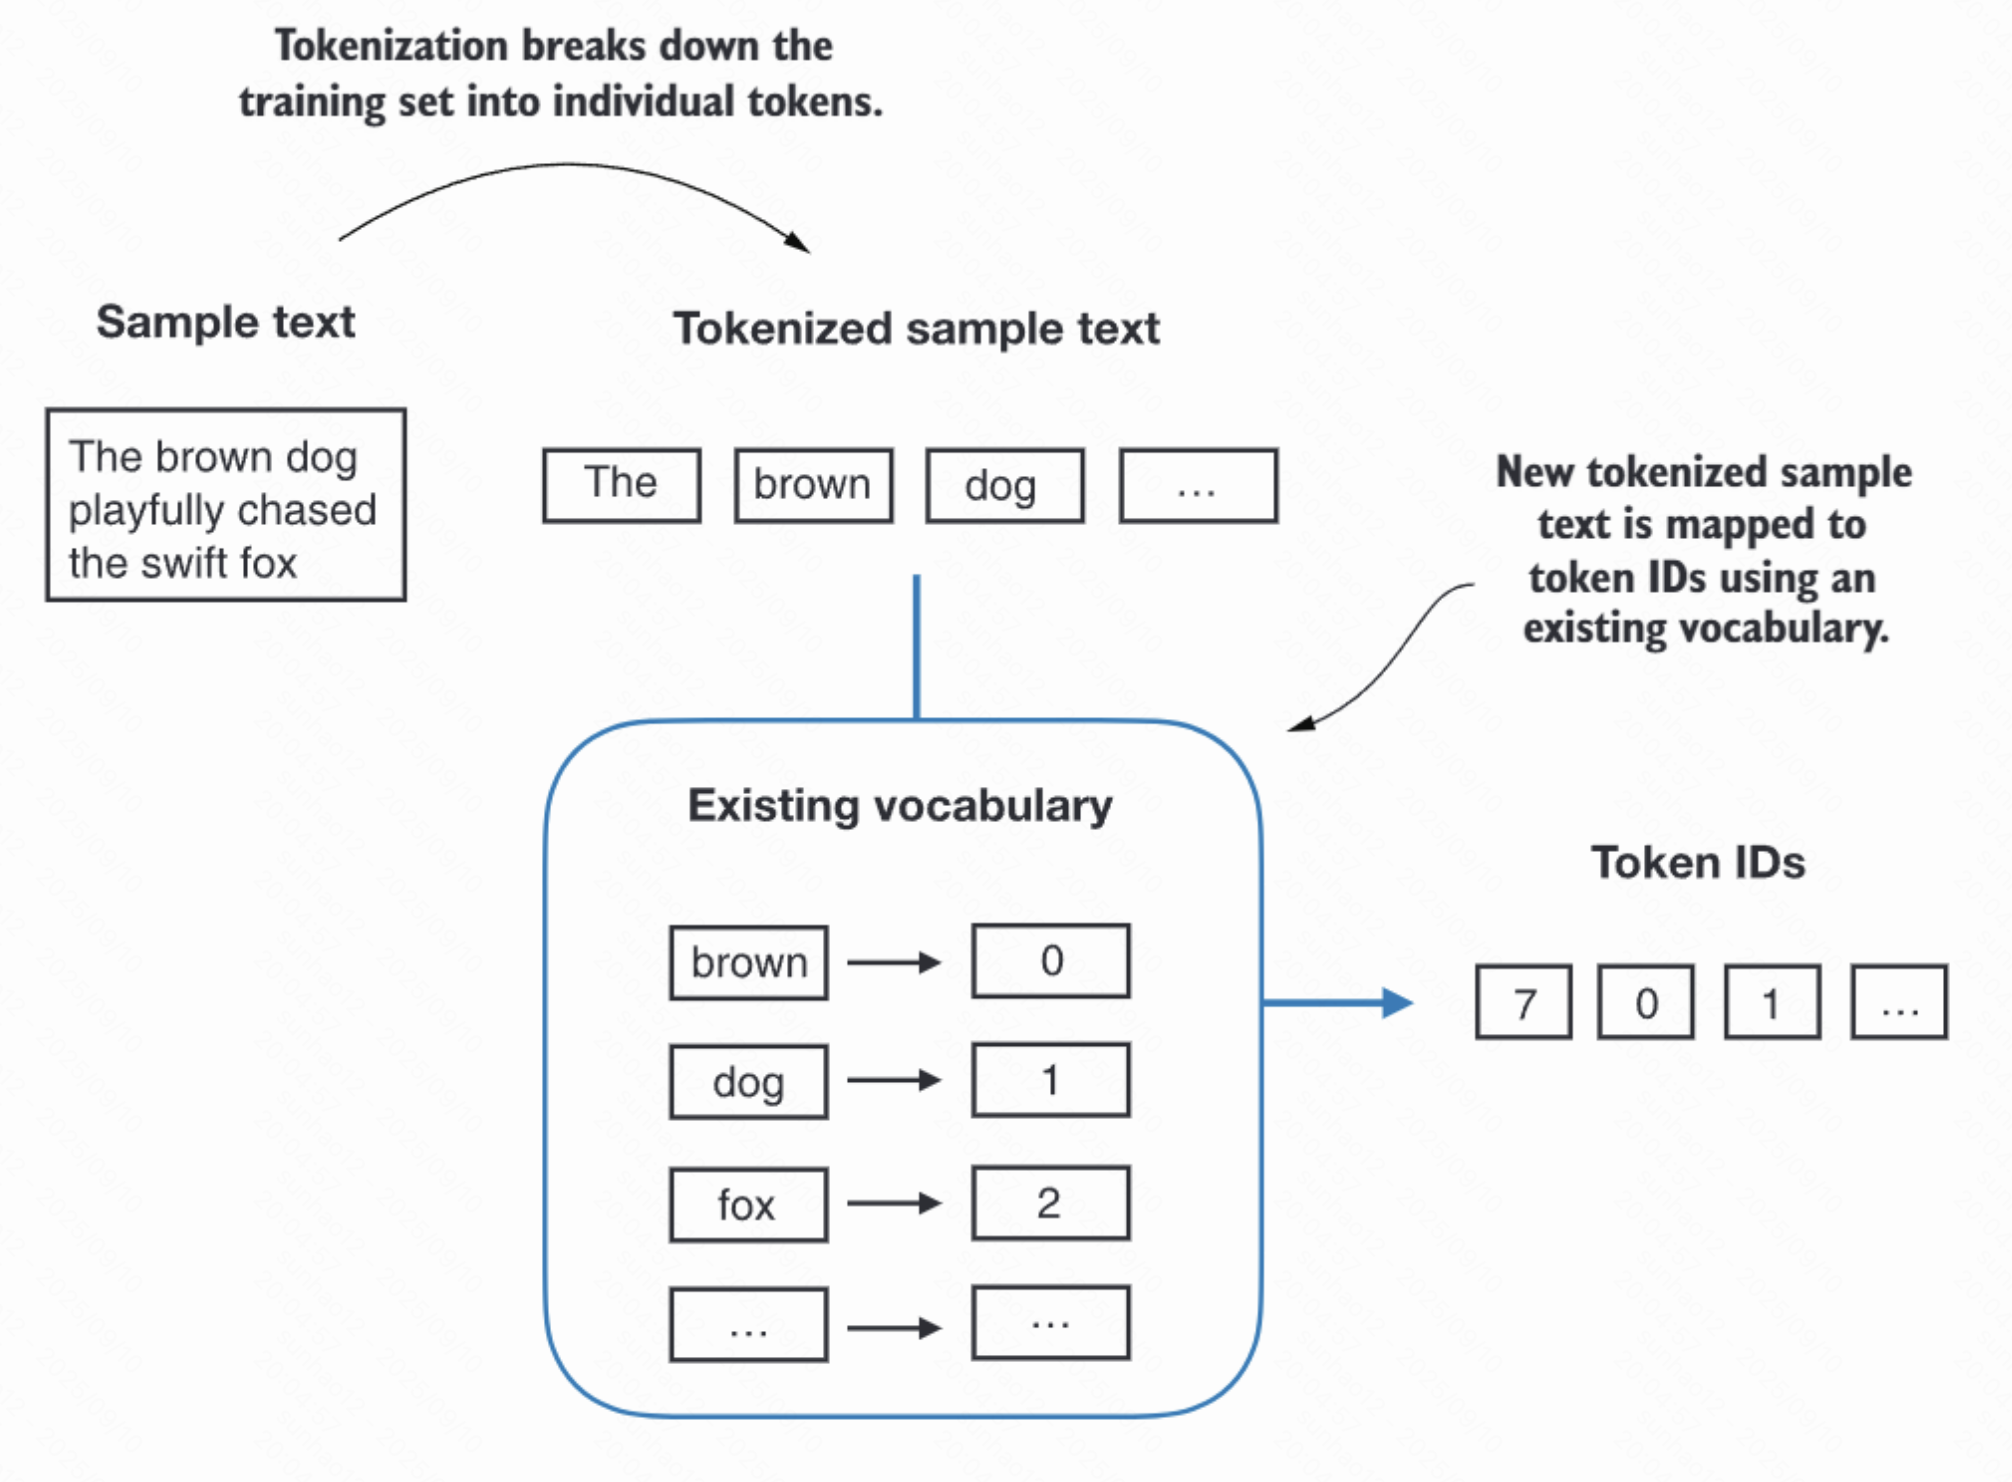 Tokenization breaks down the
training set into individual tokens.
Sample text
Tokenized sample text
The brown dog
playfully chased
the swift fox
The brown dog ...
New tokenized sample
text is mapped to
token IDs using an
existing vocabulary.
Existing vocabulary
Token IDs
brown 0
dog 1
fox 2
... ...
7 0 1 ...